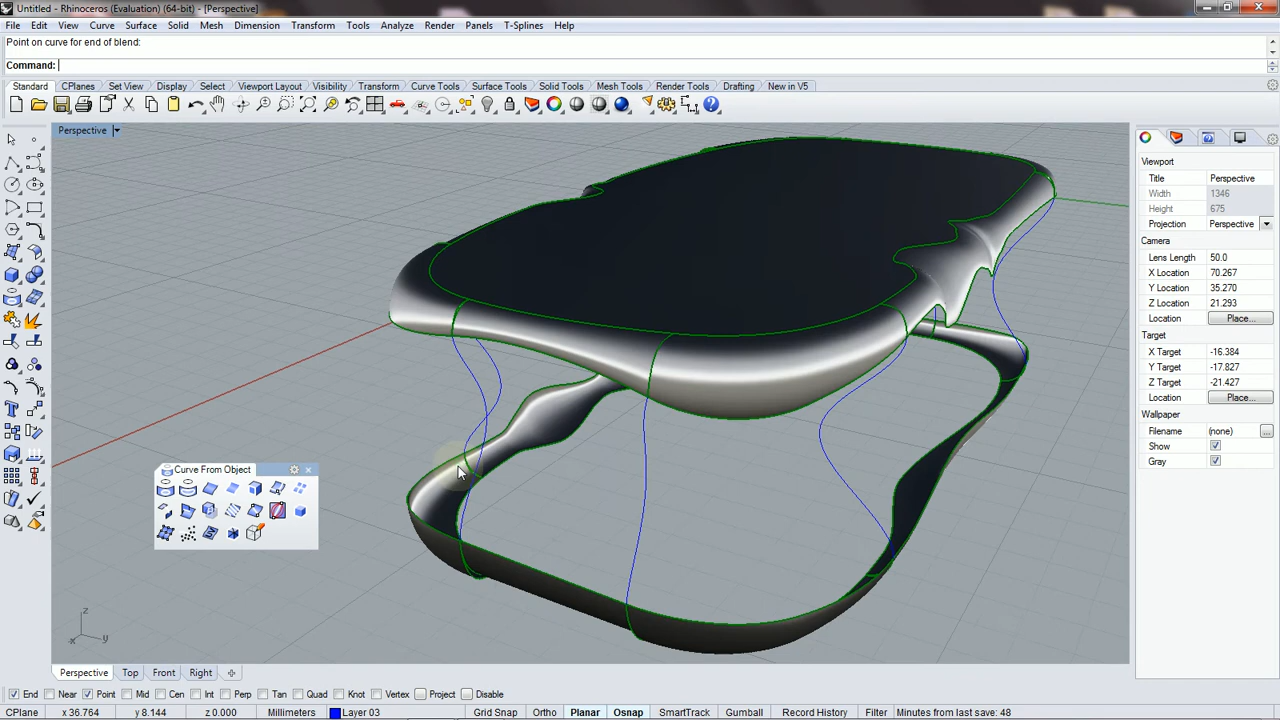 Untitled - Rhinoceros (Evaluation) (64-bit) - [Perspective]
File Edit View Curve Surface Solid Mesh Dimension Transform Tools Analyze Render Panels T-Splines Help
Point on curve for end of blend:
Command:
Standard CPlanes Set View Display Select Viewport Layout Visibility Transform Curve Tools Surface Tools Solid Tools Mesh Tools Render Tools Drafting New in V5
Perspective
Viewport
Title Perspective
Width 1346
Height 675
Projection Perspective
Camera
Lens Length 50.0
X Location 70.267
Y Location 35.270
Z Location 21.293
Location Place...
Target
X Target -16.384
Y Target -17.827
Z Target -21.427
Location Place...
Wallpaper
Filename (none) ...
Show
Gray
Curve From Object
z
x y
Perspective Top Front Right
End Near Point Mid Cen Int Perp Tan Quad Knot Vertex Project Disable
CPlane x 36.764 y 8.144 z 0.000 Millimeters Layer 03 Grid Snap Ortho Planar Osnap SmartTrack Gumball Record History Filter Minutes from last save: 48